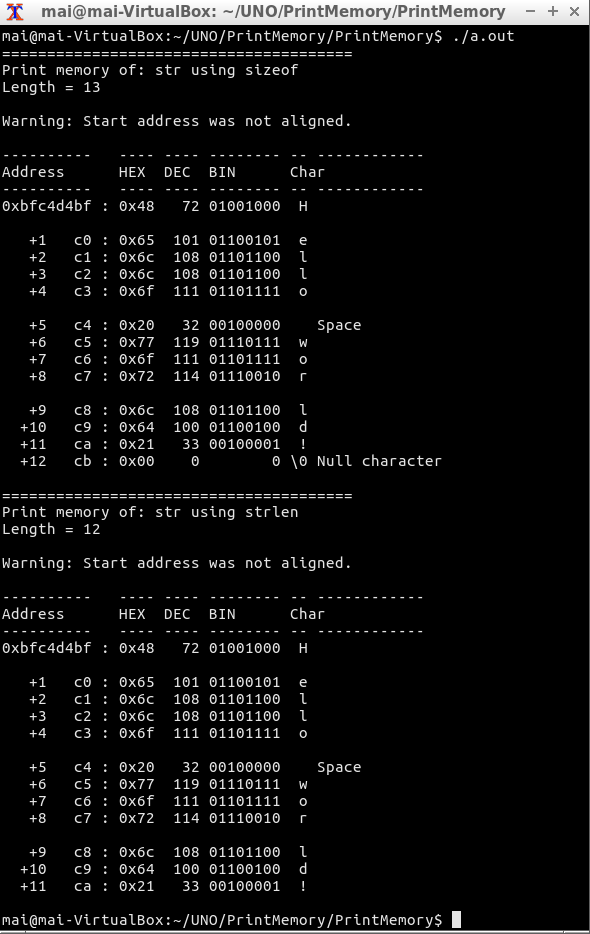 mai@mai-VirtualBox: ~/UNO/PrintMemory/PrintMemory
mai@mai-VirtualBox:~/UNO/PrintMemory/PrintMemory$ ./a.out
=======================================
Print memory of: str using sizeof
Length = 13
Warning: Start address was not aligned.
----------   ---- ---- -------- -- ------------
Address      HEX  DEC  BIN      Char
----------   ---- ---- -------- -- ------------
0xbfc4d4bf : 0x48   72 01001000  H
   +1   c0 : 0x65  101 01100101  e
   +2   c1 : 0x6c  108 01101100  l
   +3   c2 : 0x6c  108 01101100  l
   +4   c3 : 0x6f  111 01101111  o
   +5   c4 : 0x20   32 00100000    Space
   +6   c5 : 0x77  119 01110111  w
   +7   c6 : 0x6f  111 01101111  o
   +8   c7 : 0x72  114 01110010  r
   +9   c8 : 0x6c  108 01101100  l
  +10   c9 : 0x64  100 01100100  d
  +11   ca : 0x21   33 00100001  !
  +12   cb : 0x00    0        0 \0 Null character
=======================================
Print memory of: str using strlen
Length = 12
Warning: Start address was not aligned.
----------   ---- ---- -------- -- ------------
Address      HEX  DEC  BIN      Char
----------   ---- ---- -------- -- ------------
0xbfc4d4bf : 0x48   72 01001000  H
   +1   c0 : 0x65  101 01100101  e
   +2   c1 : 0x6c  108 01101100  l
   +3   c2 : 0x6c  108 01101100  l
   +4   c3 : 0x6f  111 01101111  o
   +5   c4 : 0x20   32 00100000    Space
   +6   c5 : 0x77  119 01110111  w
   +7   c6 : 0x6f  111 01101111  o
   +8   c7 : 0x72  114 01110010  r
   +9   c8 : 0x6c  108 01101100  l
  +10   c9 : 0x64  100 01100100  d
  +11   ca : 0x21   33 00100001  !
mai@mai-VirtualBox:~/UNO/PrintMemory/PrintMemory$